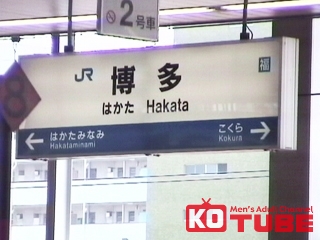 2号車
8
JR 博多 福
はかた Hakata
はかたみなみ こくら
Hakataminami Kokura
Men's Adult Channel
KO TUBE